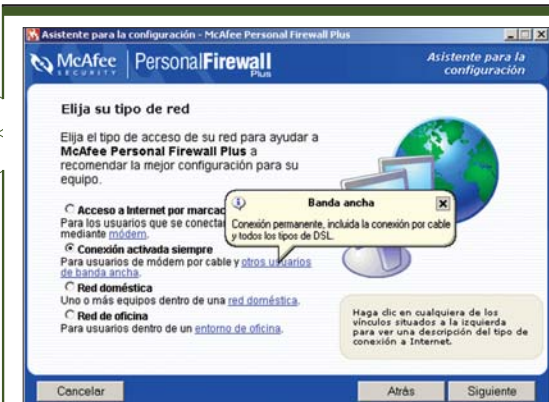 Asistente para la configuración - McAfee Personal Firewall Plus
McAfee SECURITY
PersonalFirewall Plus
Asistente para la
configuración
Elija su tipo de red
Elija el tipo de acceso de su red para ayudar a
McAfee Personal Firewall Plus a
recomendar la mejor configuración para su
equipo.
Acceso a Internet por marcac
Para los usuarios que se conectar
mediante módem.
Banda ancha
Conexión permanente, incluida la conexión por cable
y todos los tipos de DSL.
Conexión activada siempre
Para usuarios de módem por cable y otros usuarios
de banda ancha.
Red doméstica
Uno o más equipos dentro de una red doméstica.
Red de oficina
Para usuarios dentro de un entorno de oficina.
Haga clic en cualquiera de los
vínculos situados a la izquierda
para ver una descripción del tipo de
conexión a Internet.
Cancelar
Atrás
Siguiente